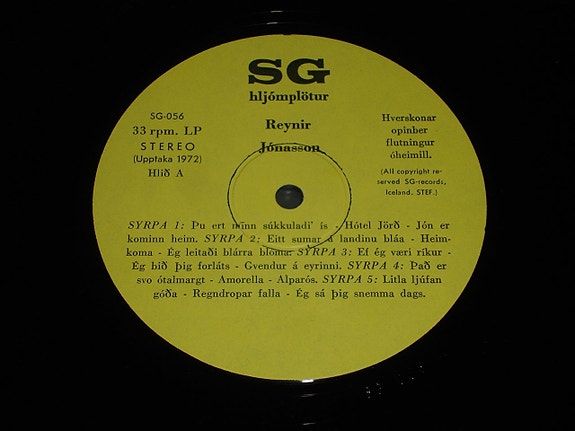 SG
hljómplötur
SG-056
33 rpm. LP
STEREO
(Upptaka 1972)
Hlið A
Reynir
Jónasson
Hverskonar
opinber
flutningur
óheimill.
(All copyright re-
served SG-records,
Iceland. STEF.)
SYRPA 1: Þu ert minn súkkuladi' ís - Hótel Jörð - Jón er
kominn heim. SYRPA 2: Eitt sumar á landinu bláa - Heim-
koma - Ég leitaði blárra blóma. SYRPA 3: Ef ég væri ríkur -
Ég bið þig forláts - Gvendur á eyrinni. SYRPA 4: Það er
svo ótalmargt - Amorella - Alparós. SYRPA 5: Litla ljúfan
góða - Regndropar falla - Ég sá þig snemma dags.